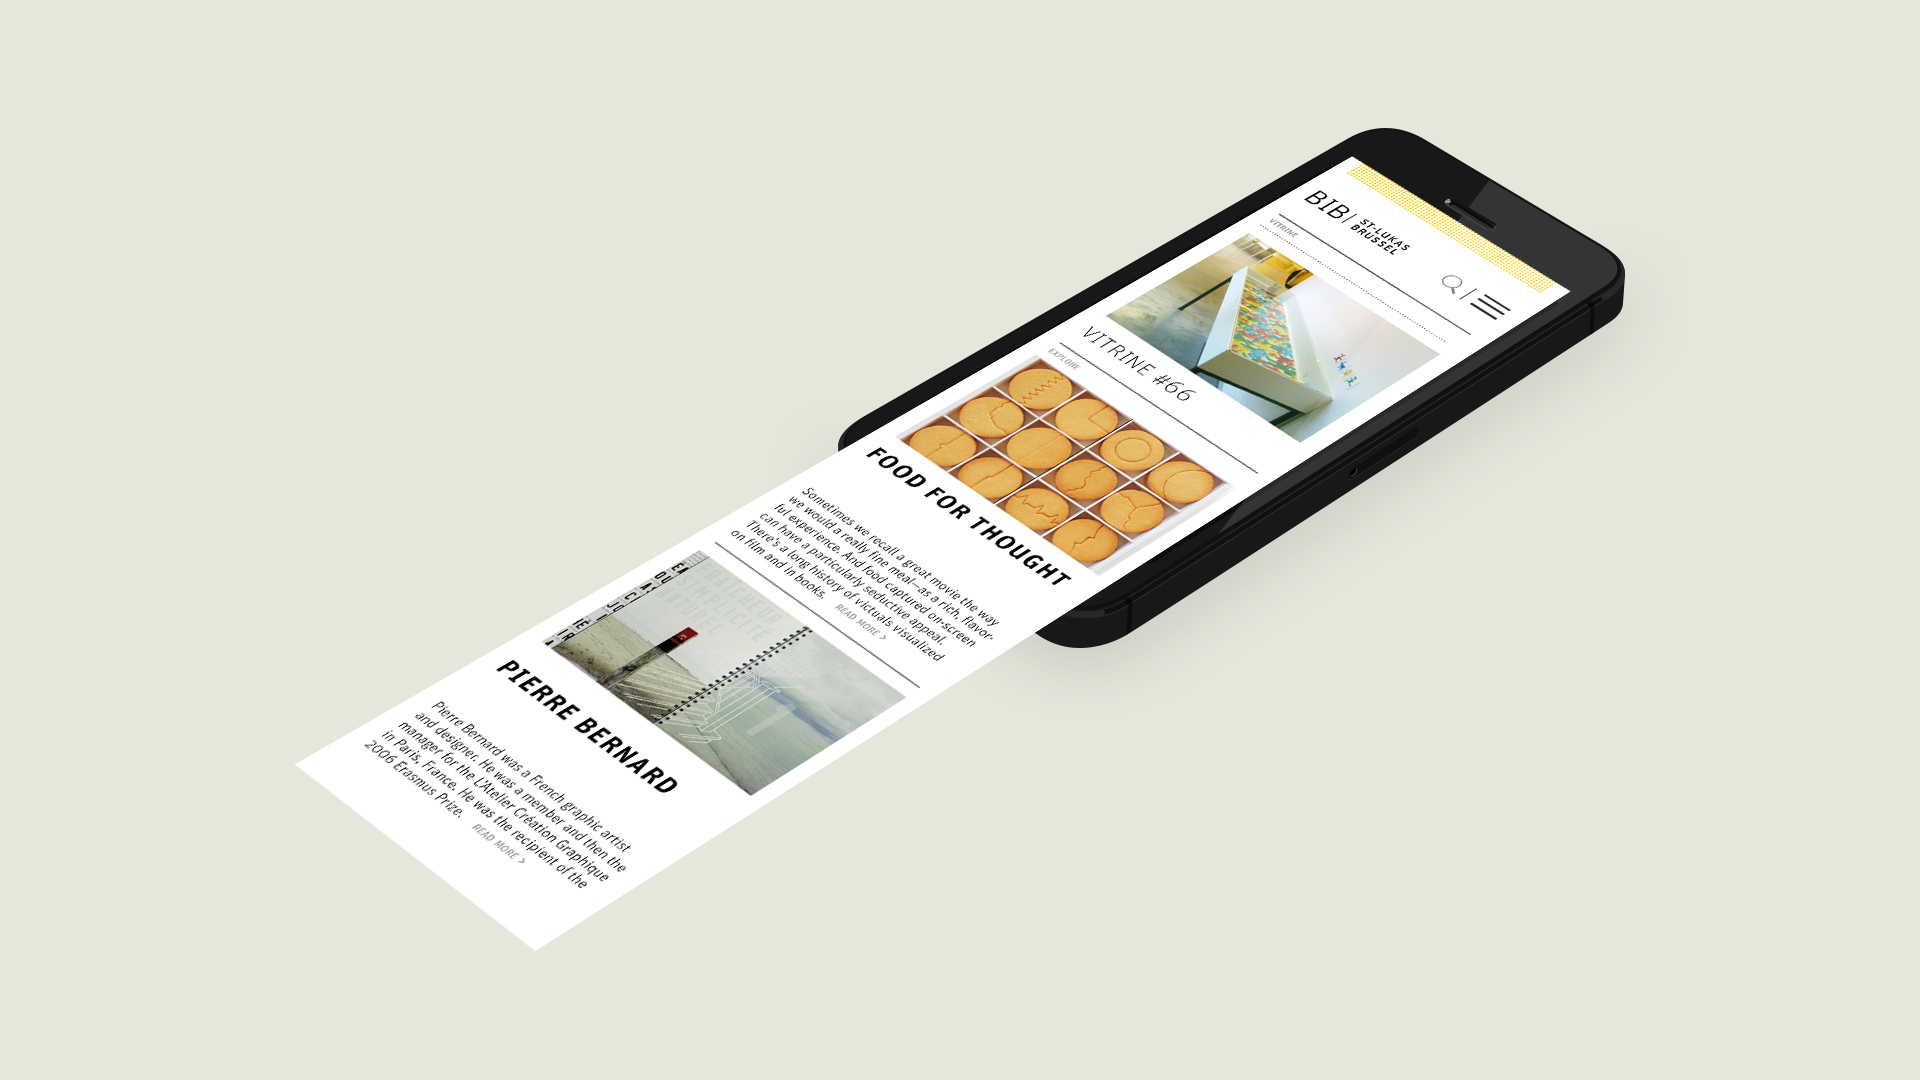 BIB
ST-LUKAS
BRUSSEL
VITRINE
VITRINE #66
EXPLORE
FOOD FOR THOUGHT
Sometimes we recall a great movie the way
we would a really fine meal—as a rich, flavor-
ful experience. And food captured on-screen
can have a particularly seductive appeal.
There's a long history of victuals visualized
on film and in books.
READ MORE >
SIMPLICITE
NATUREL
PIERRE BERNARD
Pierre Bernard was a French graphic artist
and designer. He was a member and then the
manager for the L'Atelier Création Graphique
in Paris, France. He was the recipient of the
2006 Erasmus Prize.
READ MORE >